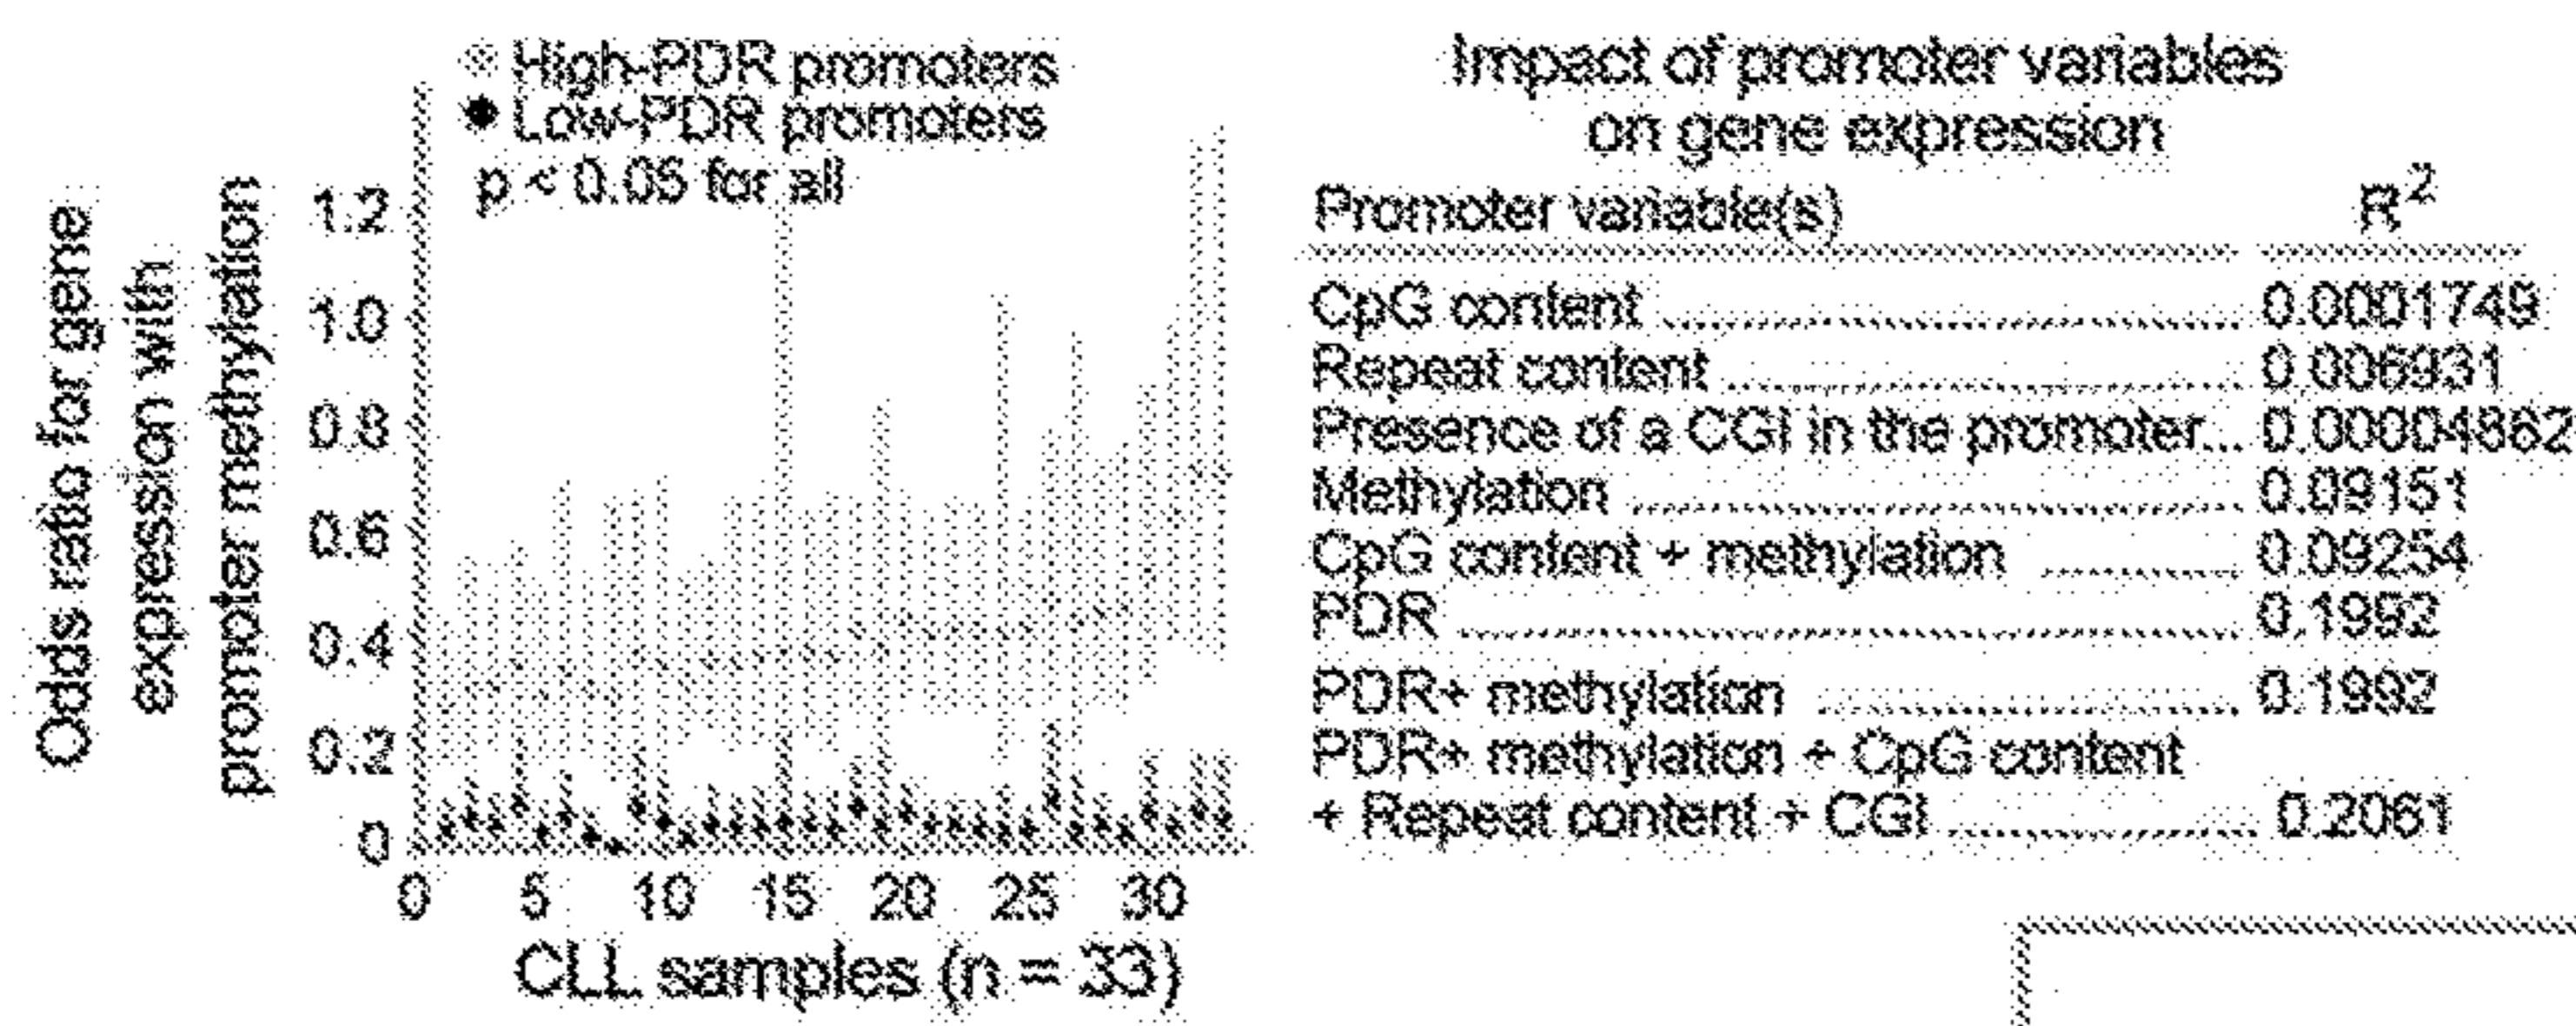 High-PDR promoters
Low-PDR promoters
p < 0.05 for all
Odds ratio for gene
expression with
promoter methylation
1.2
1.0
0.8
0.6
0.4
0.2
0
0 5 10 15 20 25 30
CLL samples (n = 33)
Impact of promoter variables
on gene expression
Promoter variable(s) R²
CpG content 0.0001749
Repeat content 0.006931
Presence of a CGI in the promoter... 0.00004862
Methylation 0.09151
CpG content + methylation 0.09254
PDR 0.1992
PDR+ methylation 0.1992
PDR+ methylation + CpG content
+ Repeat content + CGI 0.2061